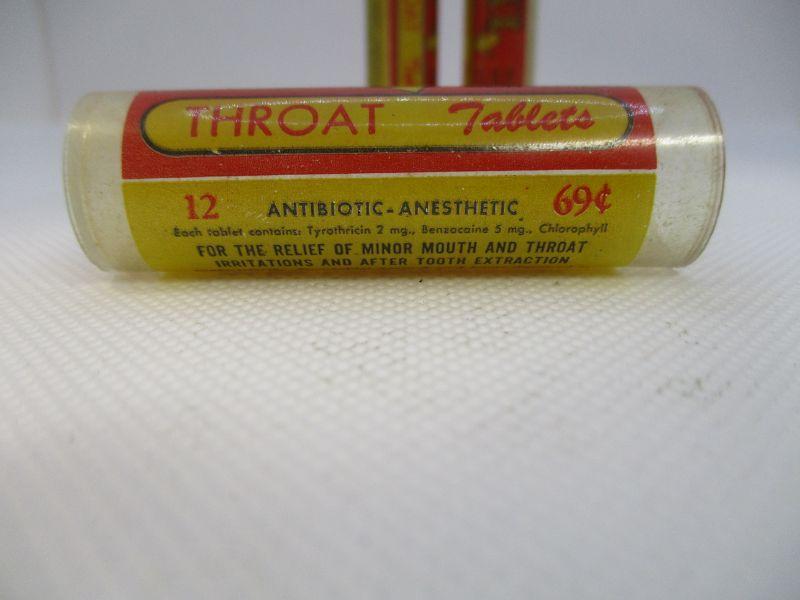 THROAT Tablets
12 ANTIBIOTIC-ANESTHETIC 69¢
Each tablet contains: Tyrothricin 2 mg., Benzocaine 5 mg., Chlorophyll
FOR THE RELIEF OF MINOR MOUTH AND THROAT
IRRITATIONS AND AFTER TOOTH EXTRACTION